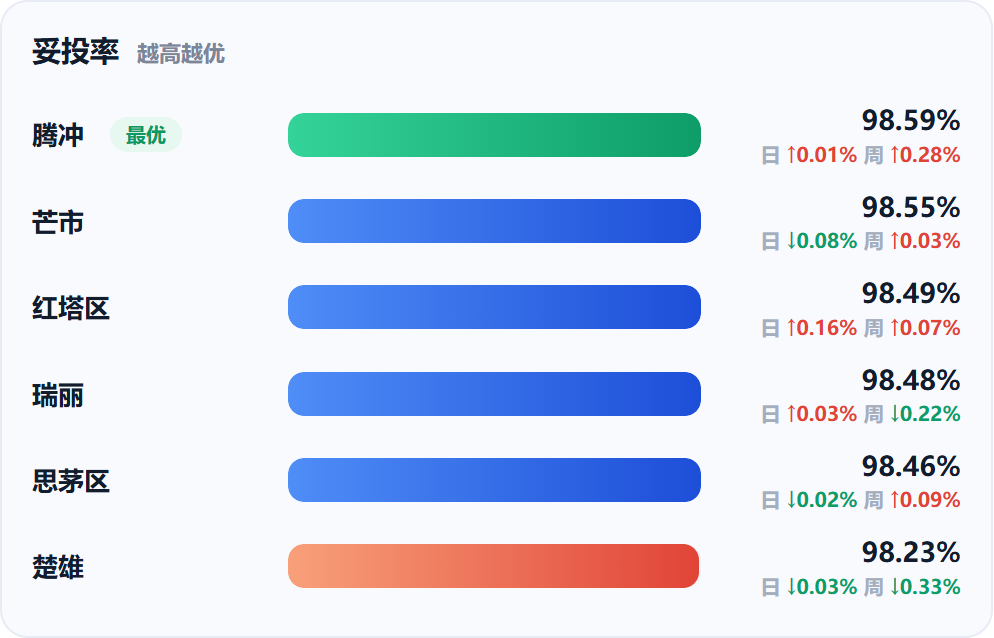 妥投率 越高越优
腾冲 最优 98.59%
日 ↑0.01% 周 ↑0.28%
芒市 98.55%
日 ↓0.08% 周 ↑0.03%
红塔区 98.49%
日 ↑0.16% 周 ↑0.07%
瑞丽 98.48%
日 ↑0.03% 周 ↓0.22%
思茅区 98.46%
日 ↓0.02% 周 ↑0.09%
楚雄 98.23%
日 ↓0.03% 周 ↓0.33%